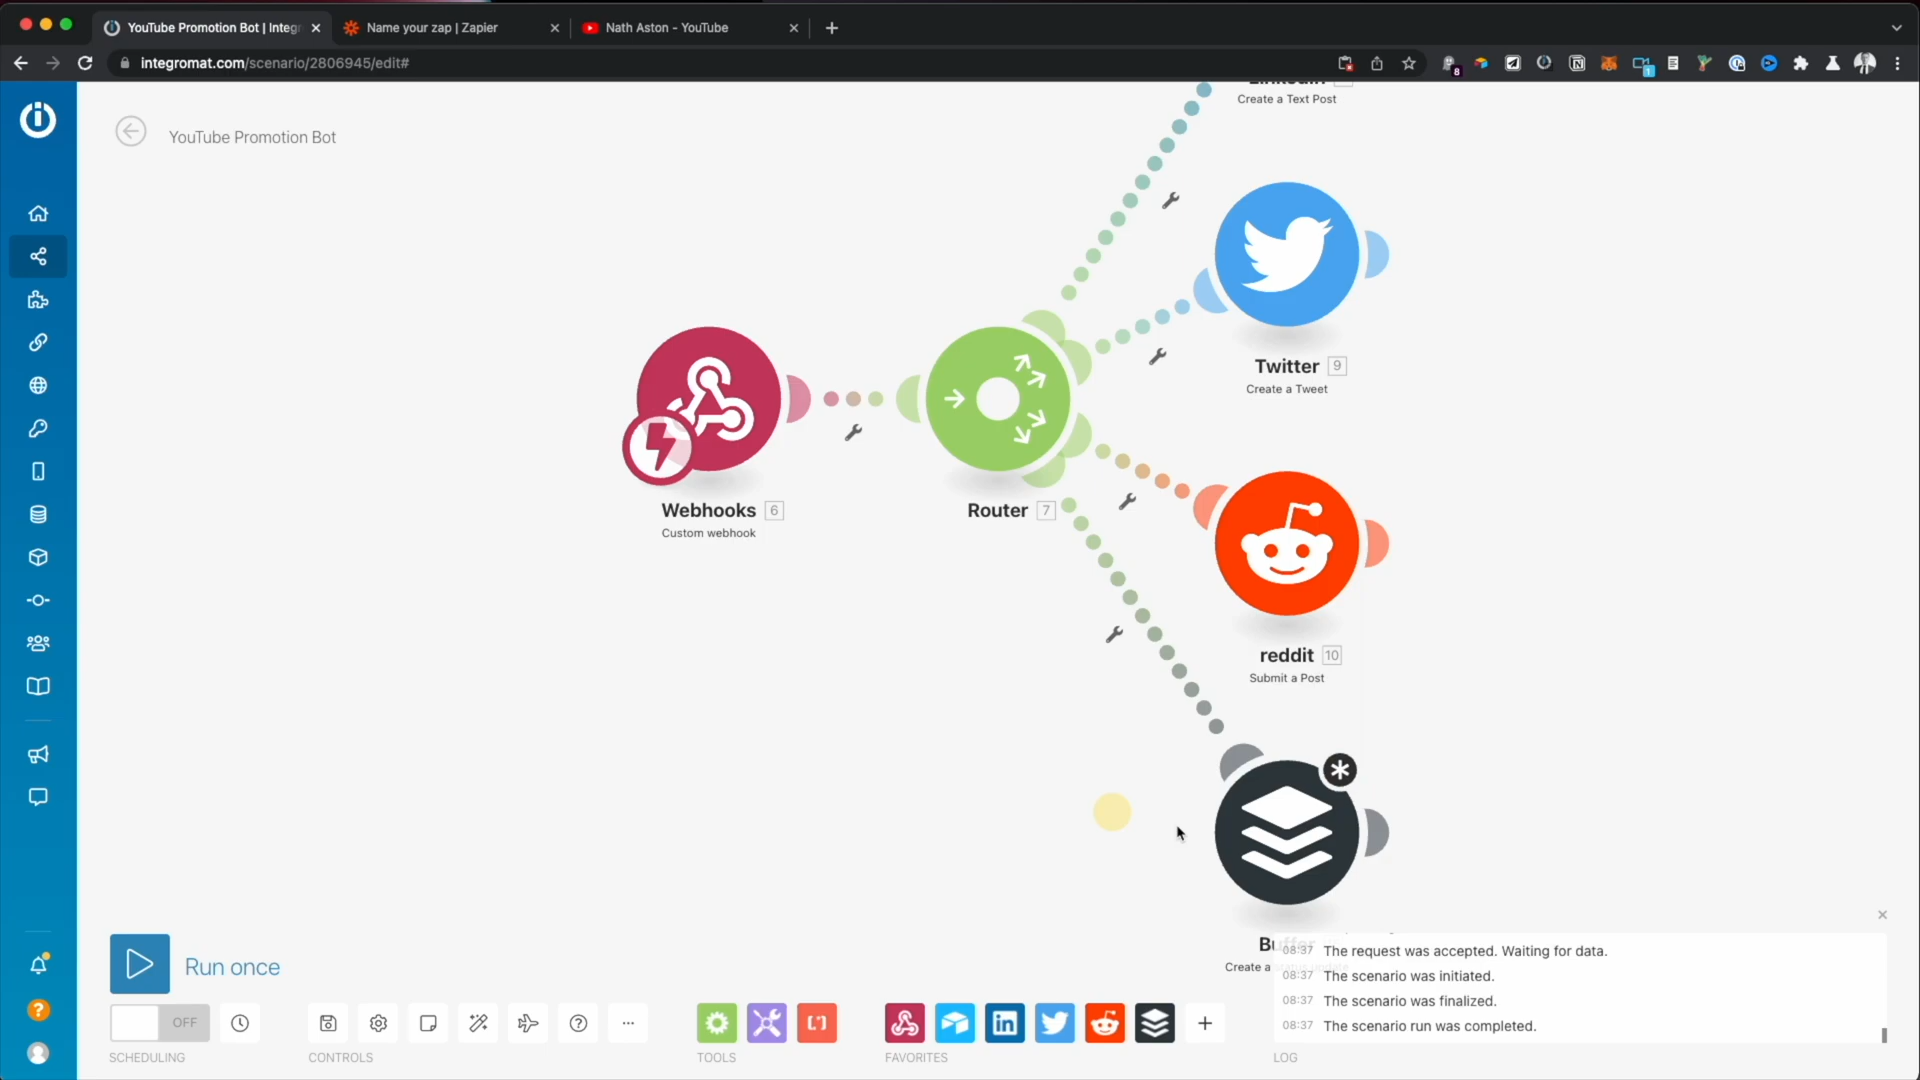 YouTube Promotion Bot | Integr
Name your zap | Zapier
Nath Aston - YouTube
integromat.com/scenario/2806945/edit#
8
1
Create a Text Post
YouTube Promotion Bot
Twitter 9
Create a Tweet
Webhooks 6
Custom webhook
Router 7
reddit 10
Submit a Post
Create a
08:37 The request was accepted. Waiting for data.
08:37 The scenario was initiated.
08:37 The scenario was finalized.
08:37 The scenario run was completed.
Run once
OFF
SCHEDULING
CONTROLS
TOOLS
FAVORITES
LOG